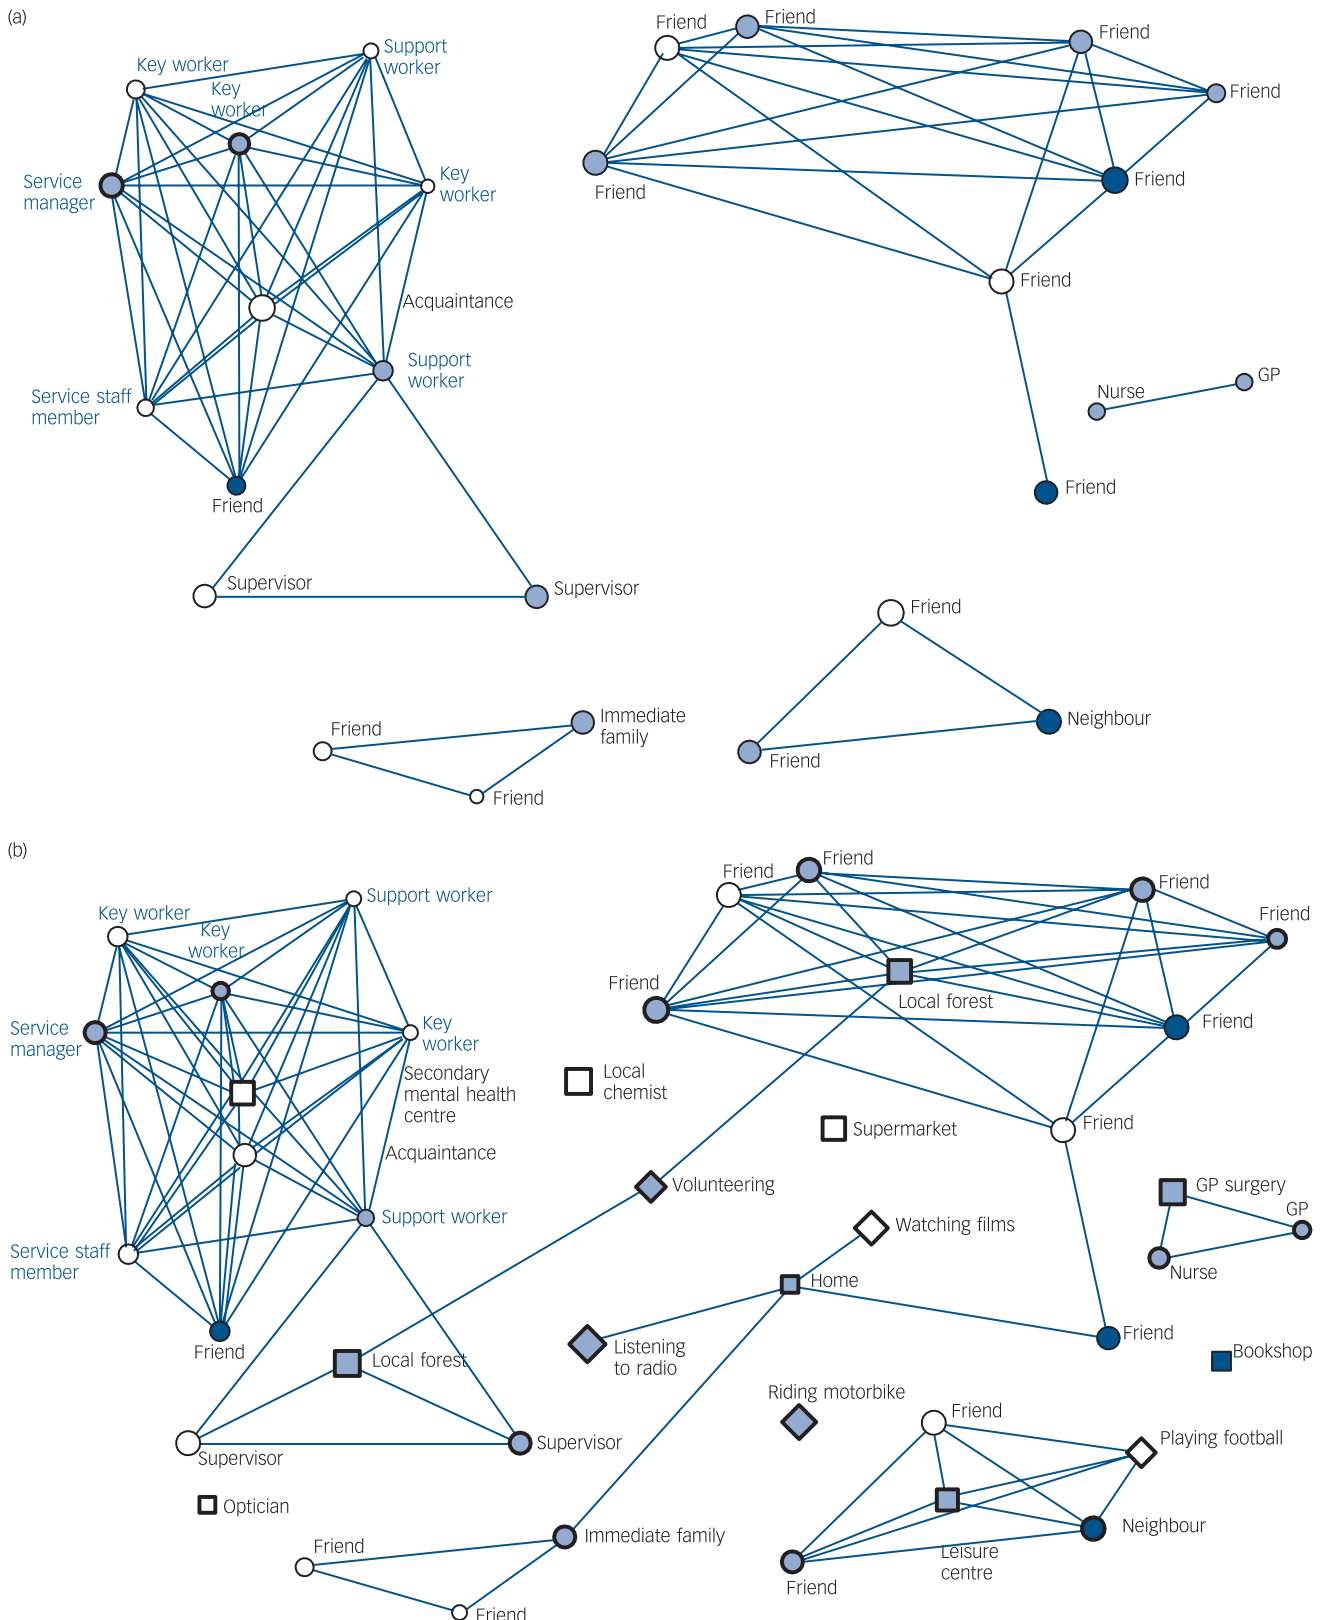 (a)
Friend
Friend
Friend
Support
worker
Key worker
Key
worker
Friend
Service
manager
Key
worker
Friend
Friend
Friend
Acquaintance
Support
worker
GP
Nurse
Service staff
member
Friend
Friend
Supervisor
Supervisor
Friend
Immediate
family
Neighbour
Friend
Friend
Friend
(b)
Friend
Friend
Friend
Support worker
Key worker
Key
worker
Friend
Friend
Local forest
Friend
Service
manager
Key
worker
Secondary
mental health
centre
Local
chemist
Supermarket
Friend
Acquaintance
Volunteering
GP surgery
GP
Support worker
Watching films
Service staff
member
Nurse
Home
Friend
Friend
Listening
to radio
Bookshop
Local forest
Riding motorbike
Friend
Playing football
Supervisor
Supervisor
Optician
Neighbour
Immediate family
Friend
Leisure
centre
Friend
Friend